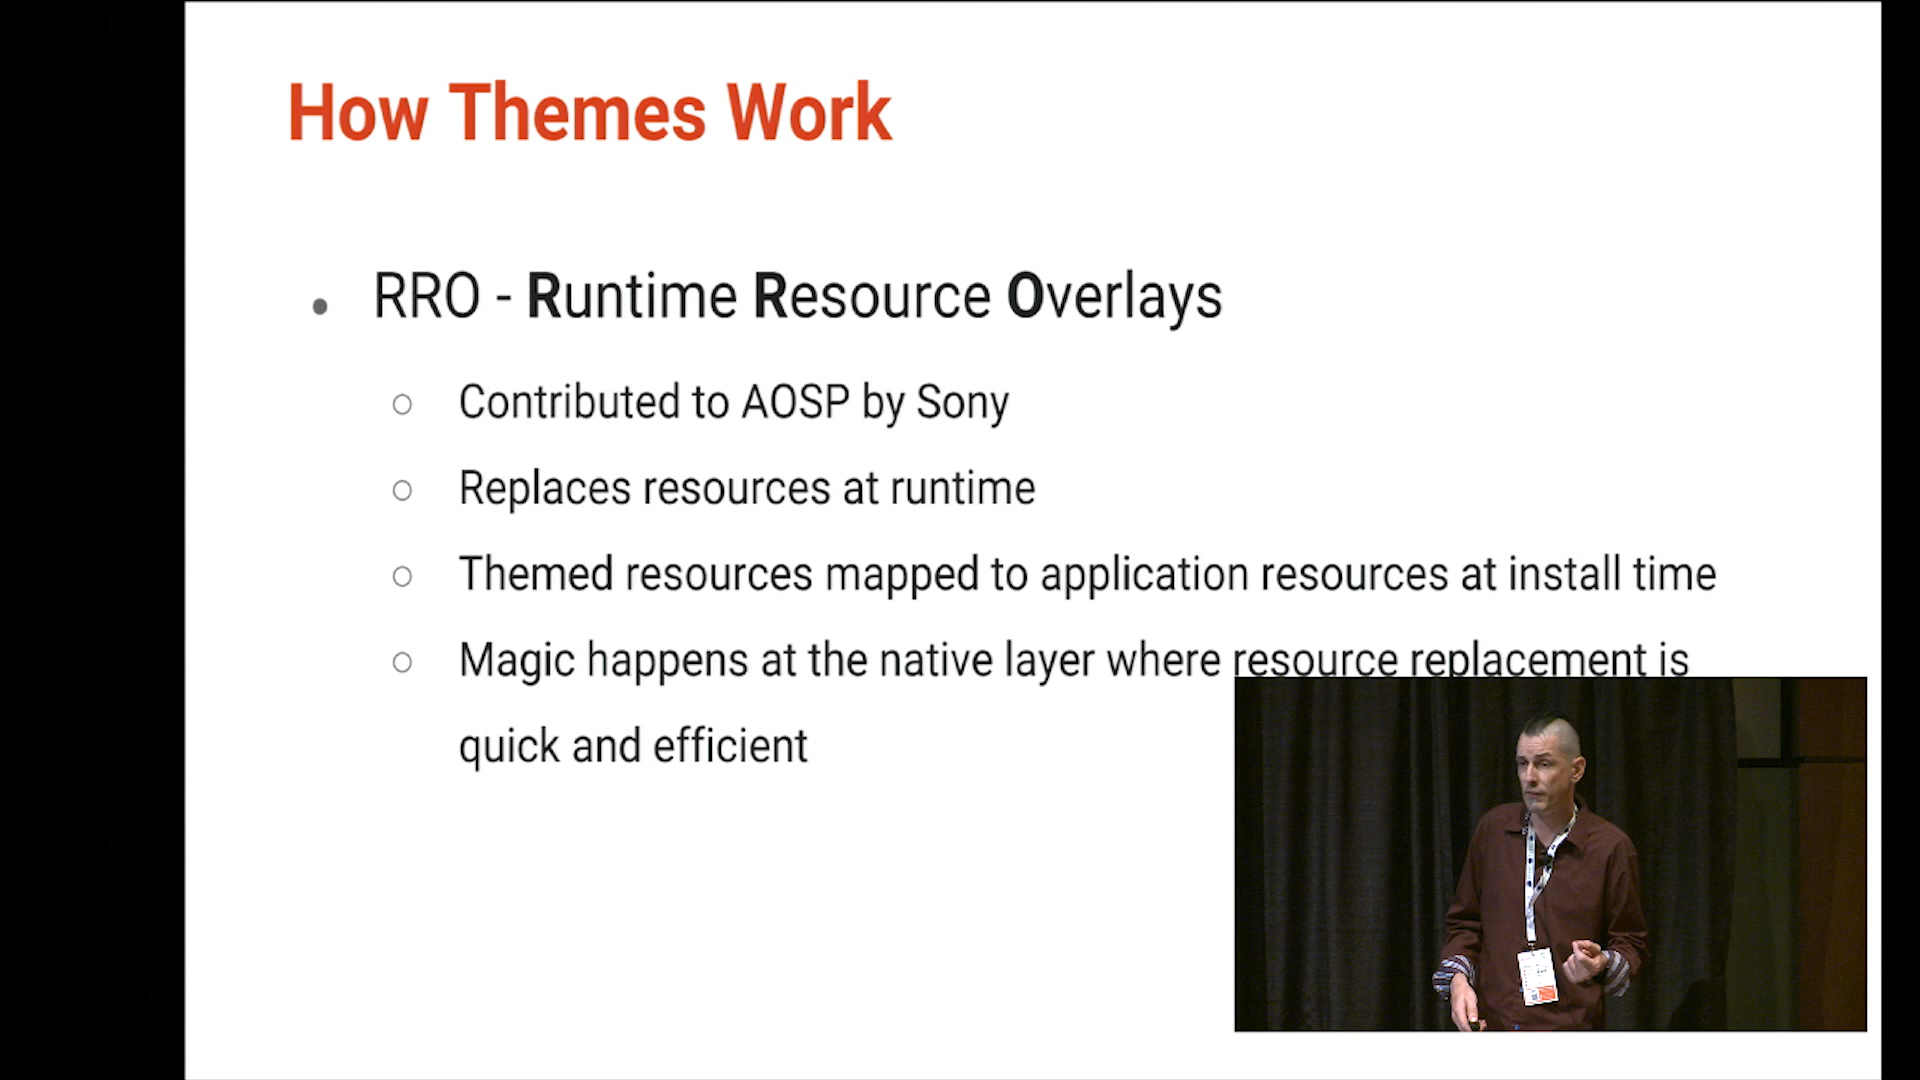 How Themes Work
● RRO - Runtime Resource Overlays
○ Contributed to AOSP by Sony
○ Replaces resources at runtime
○ Themed resources mapped to application resources at install time
○ Magic happens at the native layer where resource replacement is
quick and efficient